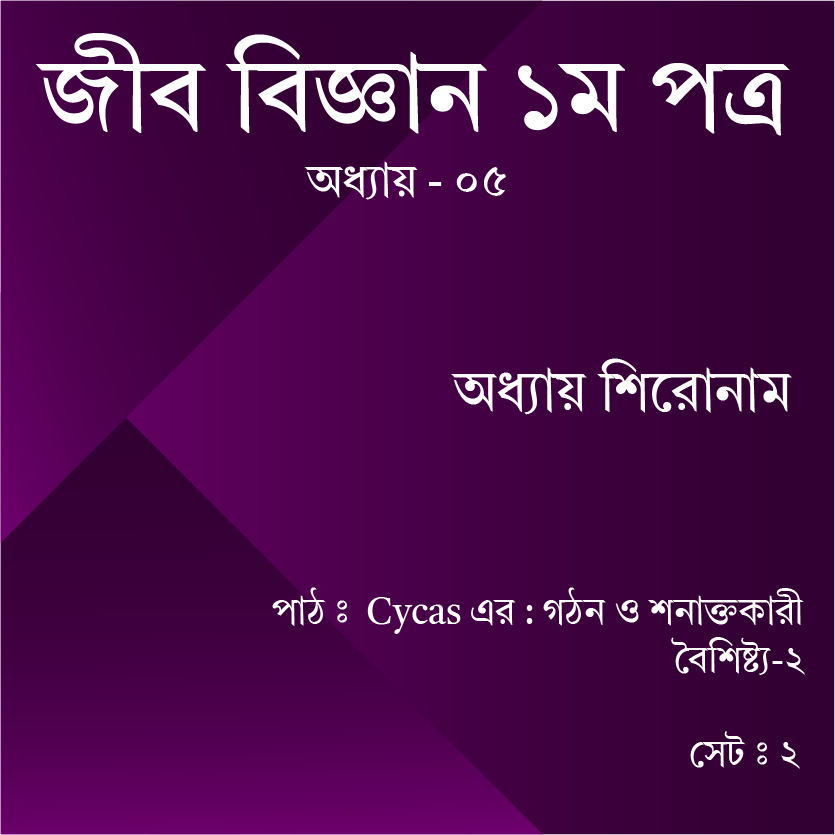 জীব বিজ্ঞান ১ম পত্র
অধ্যায় - ০৫
অধ্যায় শিরোনাম
পাঠ ঃ Cycas এর : গঠন ও শনাক্তকারী
বৈশিষ্ট্য-২
সেট ঃ ২